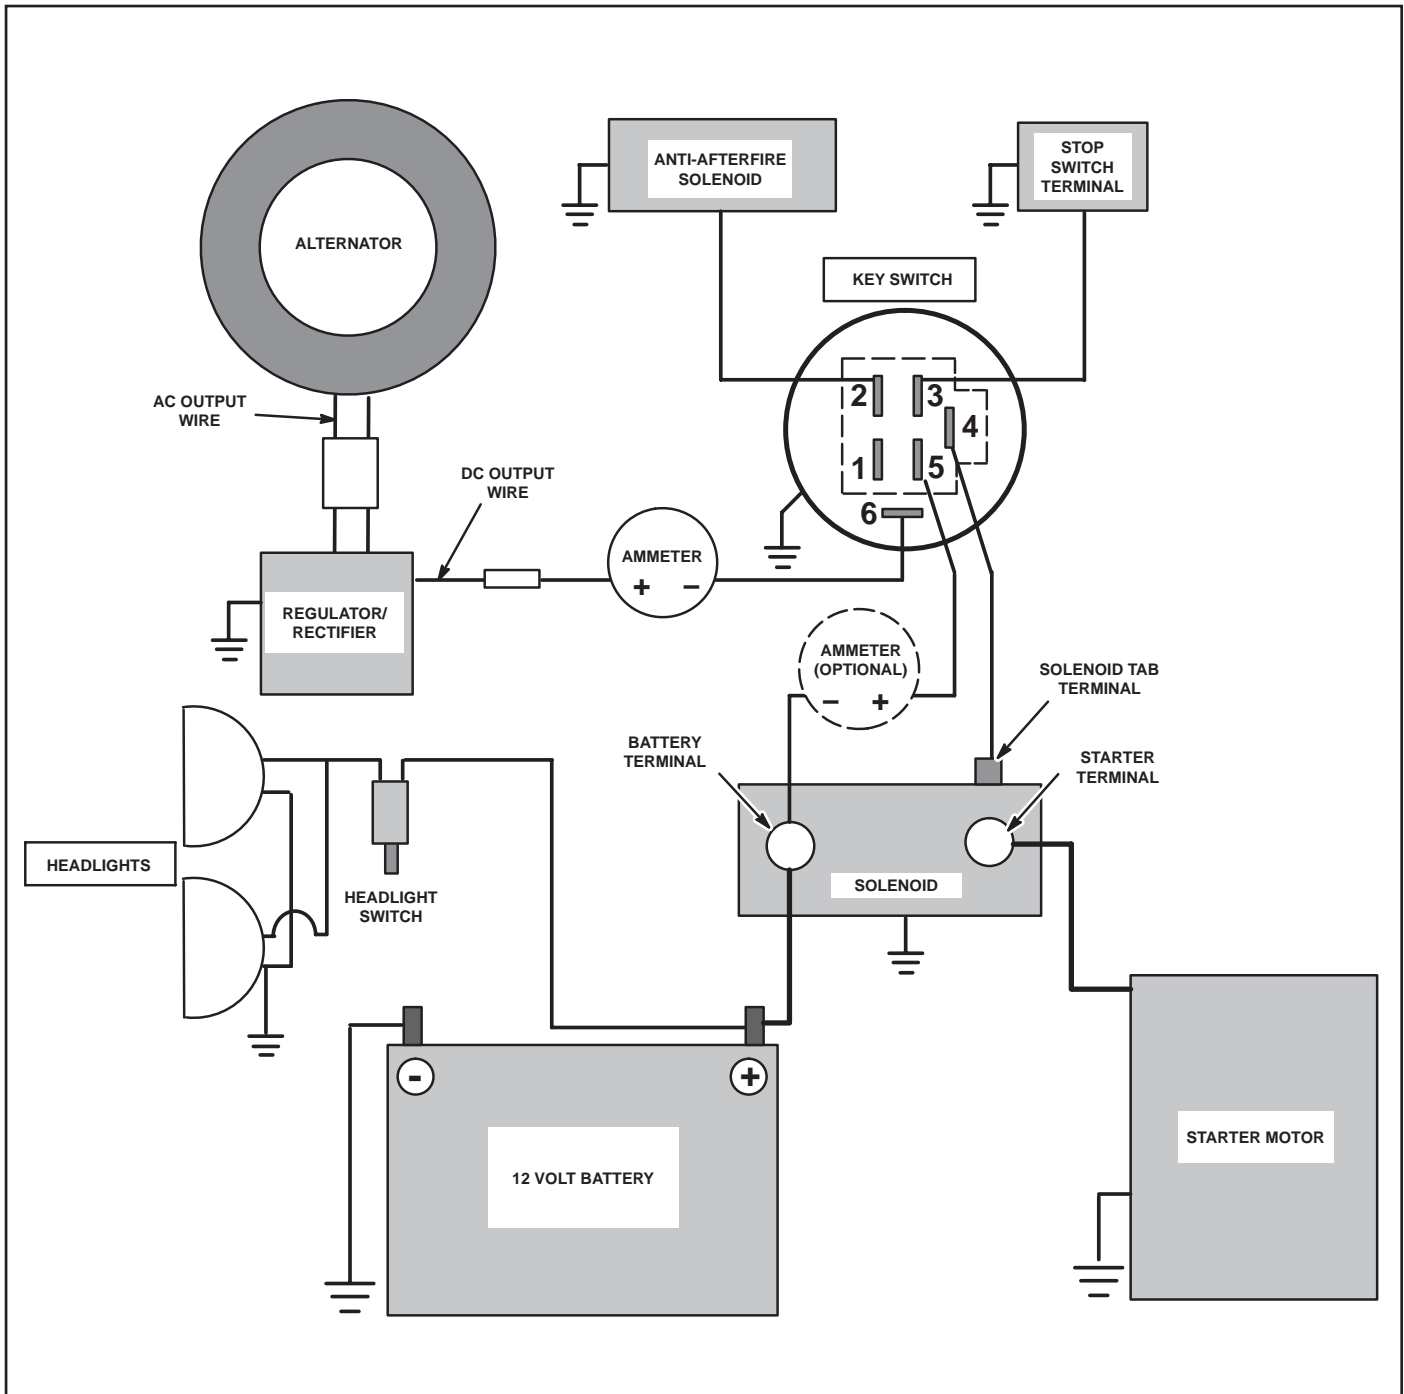 ANTI-AFTERFIRE
SOLENOID
STOP
SWITCH
TERMINAL
ALTERNATOR
KEY SWITCH
2
3
4
1
5
6
AC OUTPUT
WIRE
DC OUTPUT
WIRE
AMMETER
+ −
REGULATOR/
RECTIFIER
AMMETER
(OPTIONAL)
− +
SOLENOID TAB
TERMINAL
BATTERY
TERMINAL
STARTER
TERMINAL
HEADLIGHTS
HEADLIGHT
SWITCH
SOLENOID
-
+
12 VOLT BATTERY
STARTER MOTOR